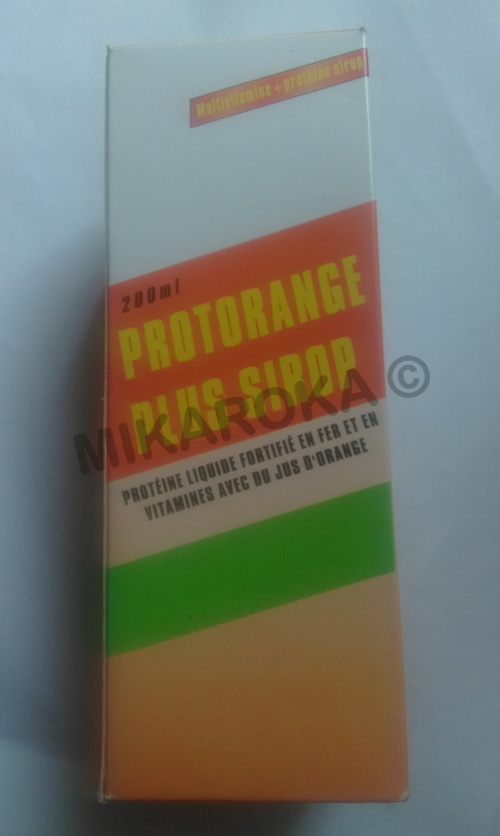 Multivitamine + protéine sirop
200ml
PROTORANGE
PLUS SIROP
MIKAROKA ©
PROTÉINE LIQUIDE FORTIFIÉ EN FER ET EN
VITAMINES AVEC DU JUS D'ORANGE